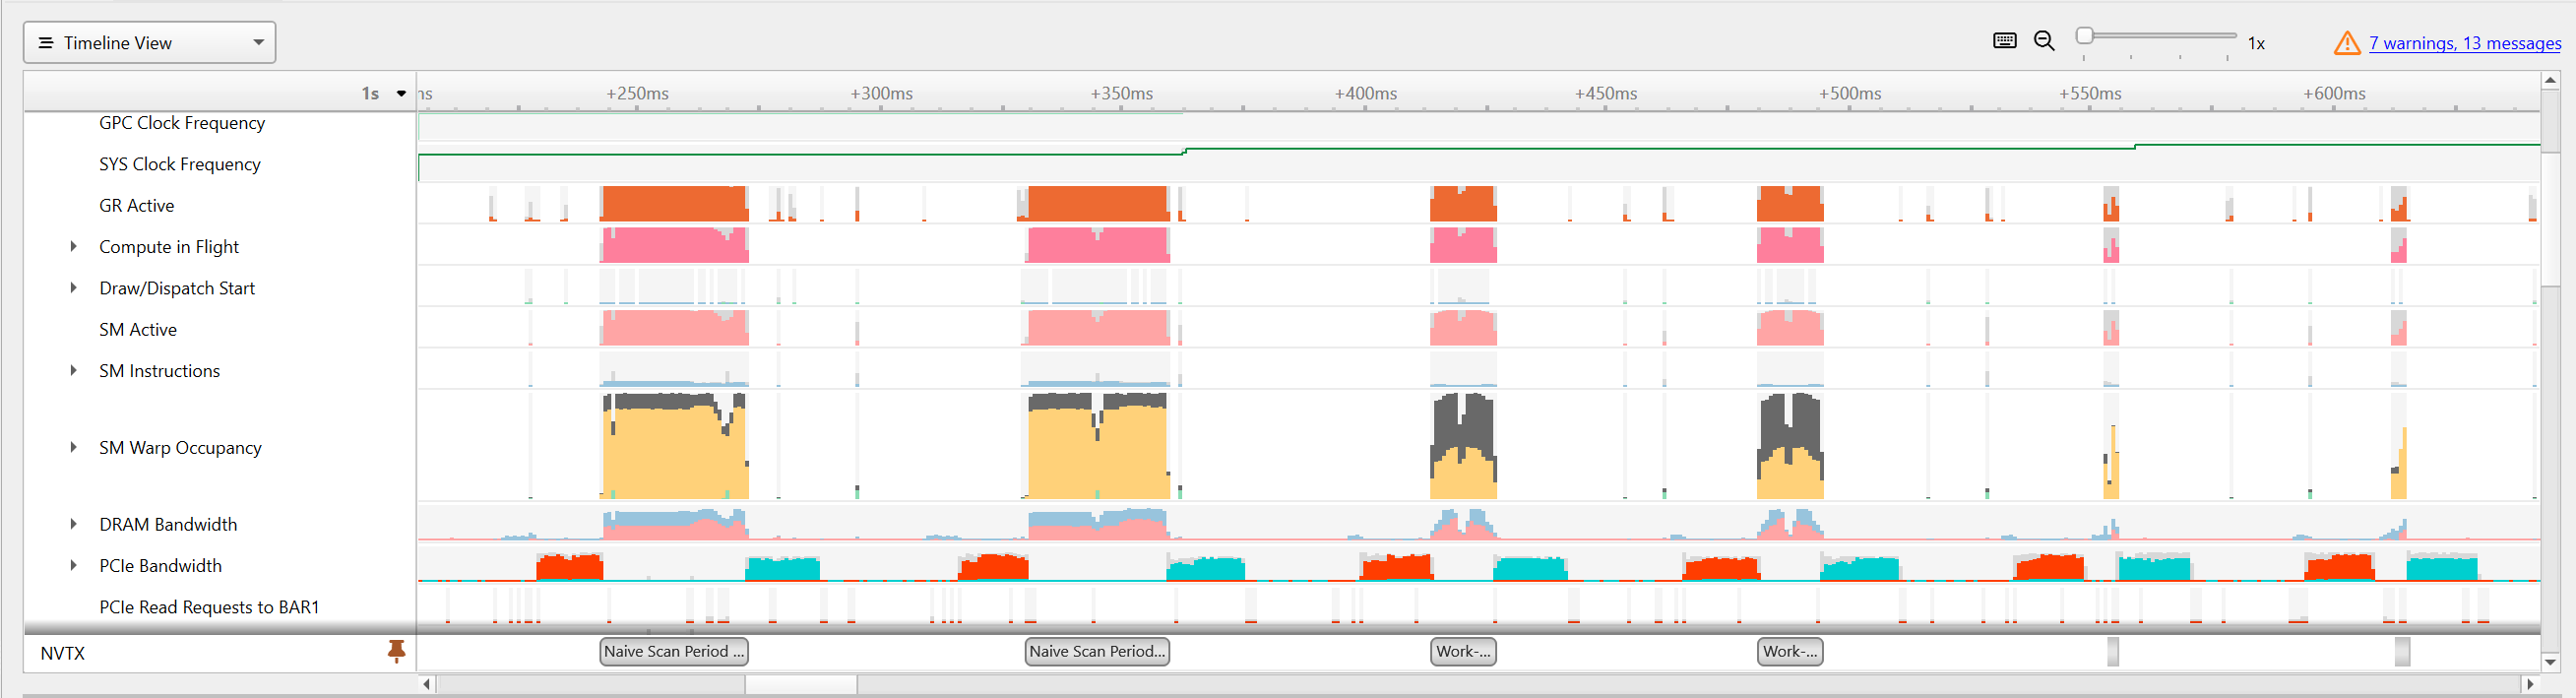 Timeline View
1x
7 warnings, 13 messages
1s
ns +250ms +300ms +350ms +400ms +450ms +500ms +550ms +600ms
GPC Clock Frequency
SYS Clock Frequency
GR Active
Compute in Flight
Draw/Dispatch Start
SM Active
SM Instructions
SM Warp Occupancy
DRAM Bandwidth
PCIe Bandwidth
PCIe Read Requests to BAR1
NVTX
Naive Scan Period ...
Naive Scan Period...
Work-...
Work-...